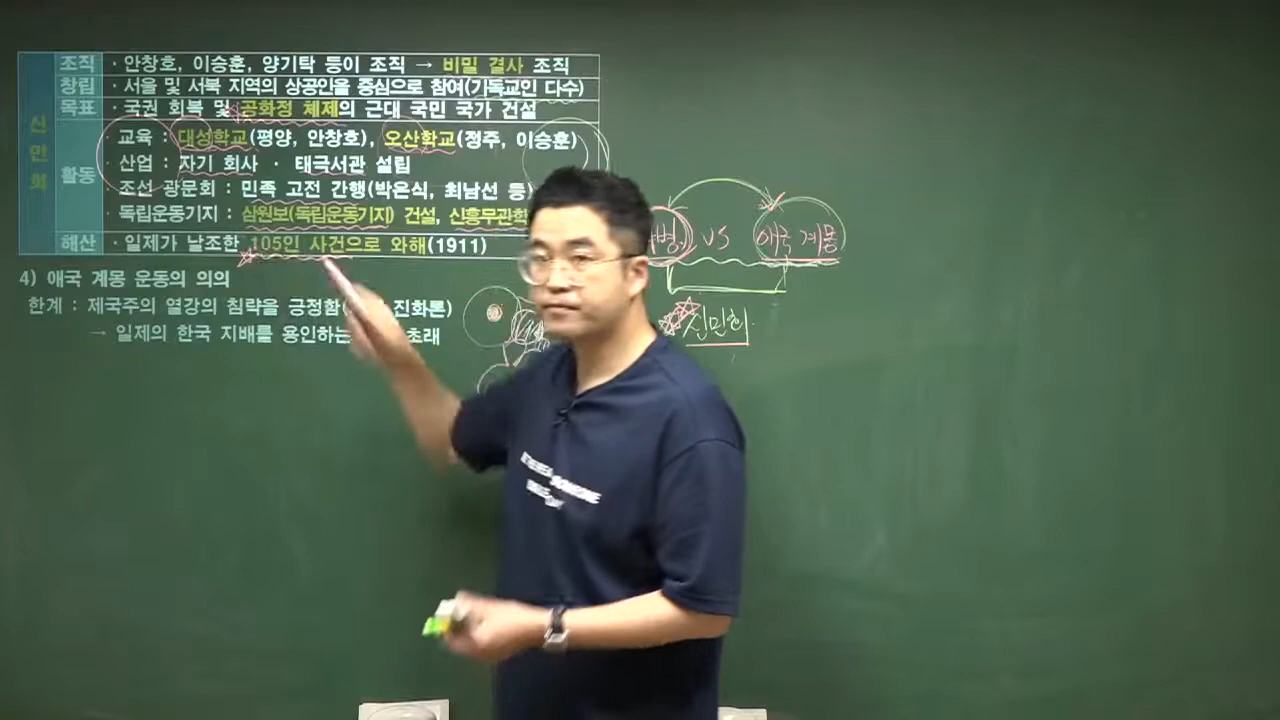 신민회
조직 · 안창호, 이승훈, 양기탁 등이 조직 → 비밀 결사 조직
창립 · 서울 및 서북 지역의 상공인을 중심으로 참여(기독교인 다수)
목표 · 국권 회복 및 공화정 체제의 근대 국민 국가 건설
활동
· 교육 : 대성학교(평양, 안창호), 오산학교(정주, 이승훈)
· 산업 : 자기 회사 · 태극서관 설립
· 조선 광문회 : 민족 고전 간행(박은식, 최남선 등)
· 독립운동기지 : 삼원보(독립운동기지) 건설, 신흥무관학
해산 · 일제가 날조한 105인 사건으로 와해(1911)
4) 애국 계몽 운동의 의의
한계 : 제국주의 열강의 침략을 긍정함( 진화론)
→ 일제의 한국 지배를 용인하는 초래
병 VS 애국 계몽
신민회